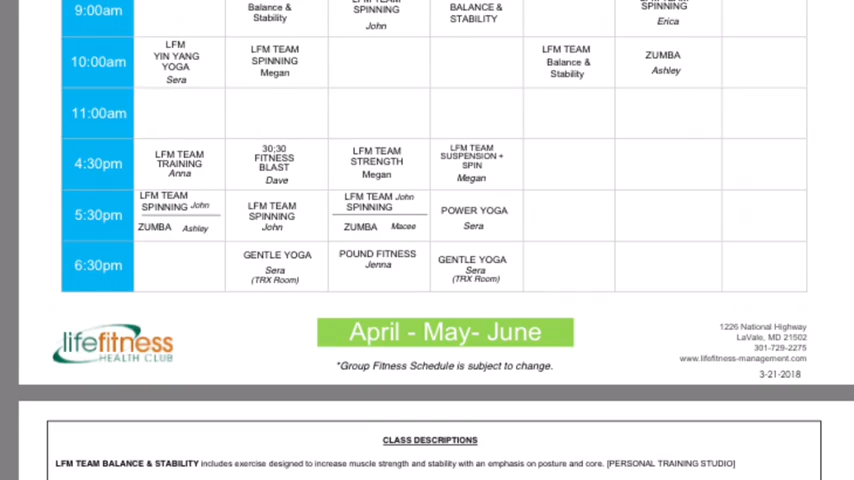 9:00am
Balance &
Stability
SPINNING
John
BALANCE &
STABILITY
SPINNING
Erica
10:00am
LFM
YIN YANG
YOGA
Sera
LFM TEAM
SPINNING
Megan
LFM TEAM
Balance &
Stability
ZUMBA
Ashley
11:00am
4:30pm
LFM TEAM
TRAINING
Anna
30;30
FITNESS
BLAST
Dave
LFM TEAM
STRENGTH
Megan
LFM TEAM
SUSPENSION +
SPIN
Megan
5:30pm
LFM TEAM
SPINNING John
ZUMBA Ashley
LFM TEAM
SPINNING
John
LFM TEAM John
SPINNING
ZUMBA Macee
POWER YOGA
Sera
6:30pm
GENTLE YOGA
Sera
(TRX Room)
POUND FITNESS
Jenna
GENTLE YOGA
Sera
(TRX Room)
lifefitness
HEALTH CLUB
April - May- June
*Group Fitness Schedule is subject to change.
1226 National Highway
LaVale, MD 21502
301-729-2275
www.lifefitness-management.com
3-21-2018
CLASS DESCRIPTIONS
LFM TEAM BALANCE & STABILITY includes exercise designed to increase muscle strength and stability with an emphasis on posture and core. [PERSONAL TRAINING STUDIO]